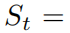 S_t =